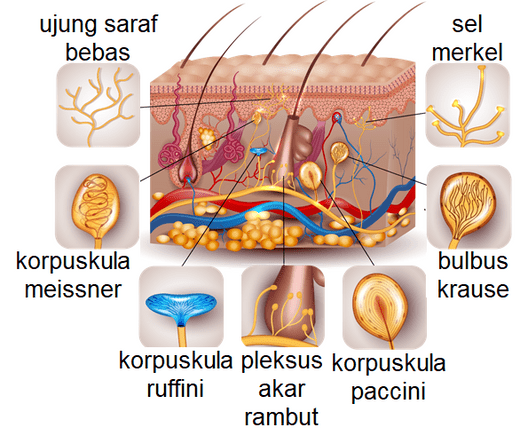 ujung saraf
bebas
sel
merkel
korpuskula
meissner
bulbus
krause
korpuskula
ruffini
pleksus
akar
rambut
korpuskula
paccini